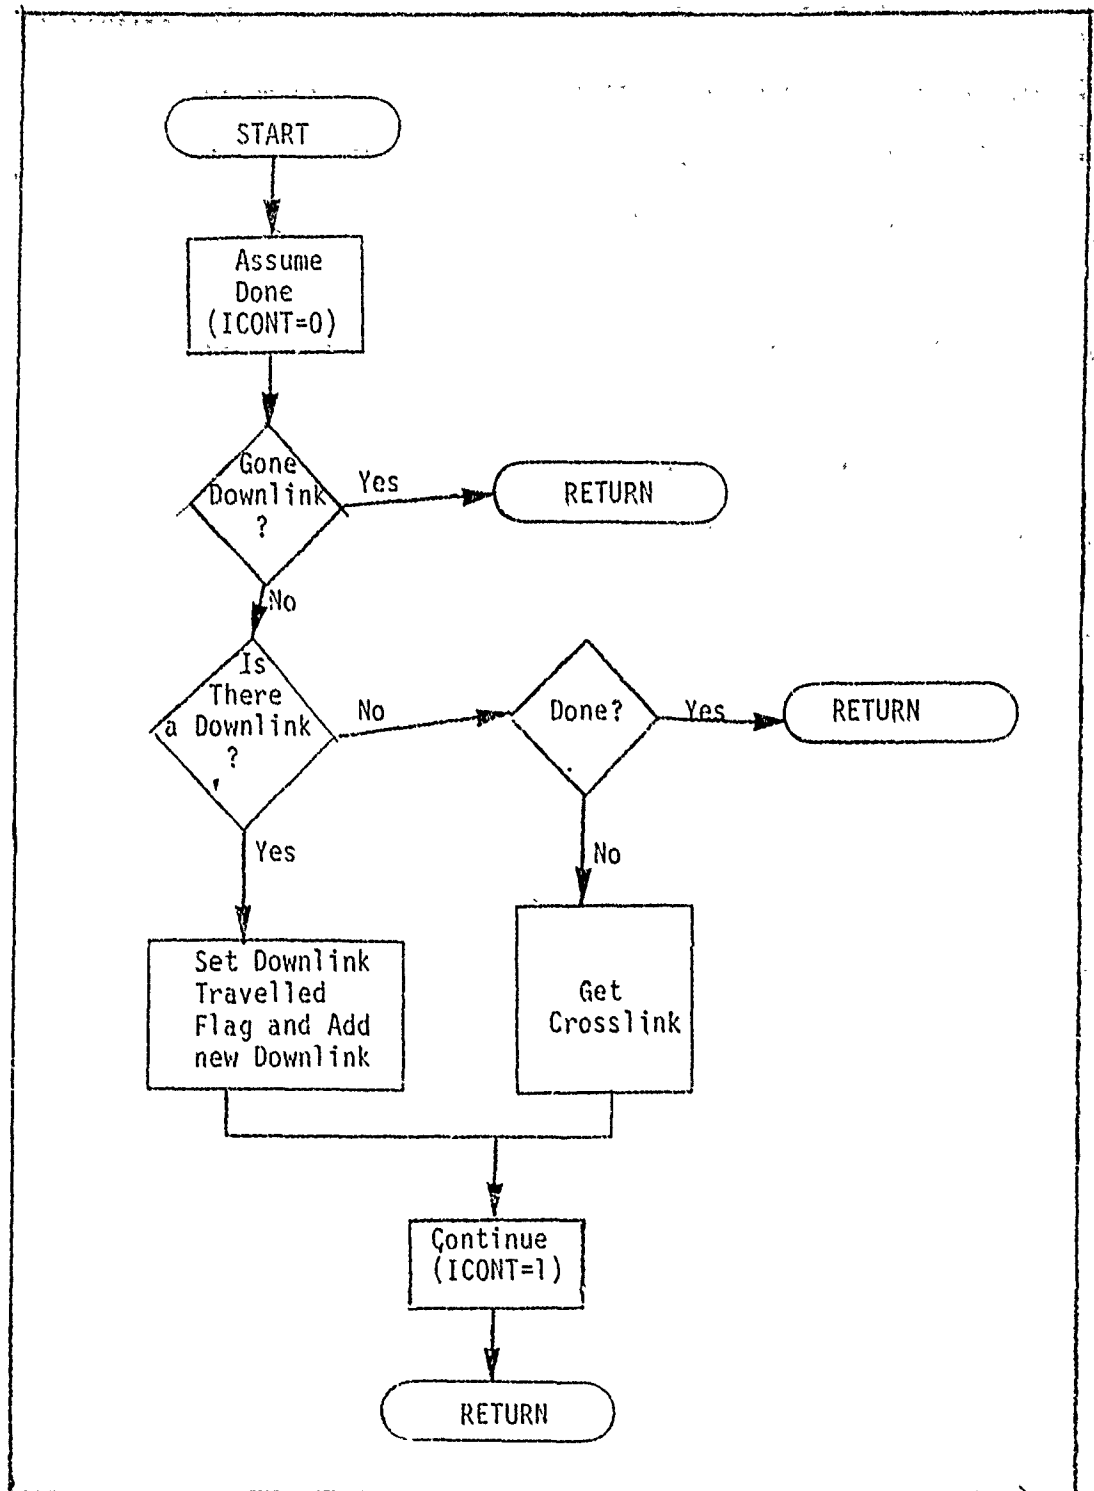 START
Assume
Done
(ICONT=0)
Gone
Downlink
?
Yes
RETURN
No
Is
There
a Downlink
?
No
Done?
Yes
RETURN
Yes
No
Set Downlink
Travelled
Flag and Add
new Downlink
Get
Crosslink
Continue
(ICONT=1)
RETURN